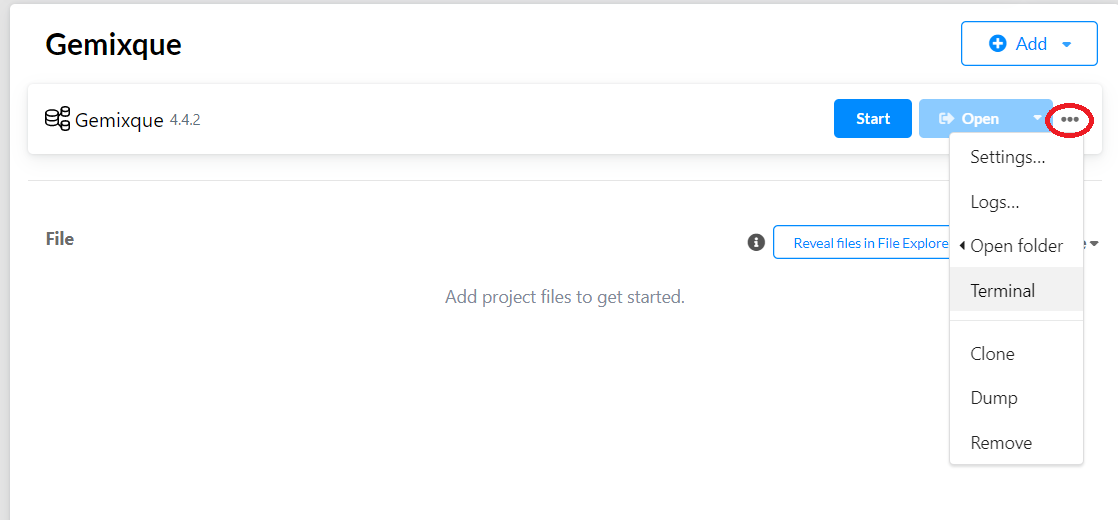 Gemixque
Add
Gemixque 4.4.2
Start
Open
Settings...
Logs...
Open folder
Terminal
Clone
Dump
Remove
File
Reveal files in File Explore
Add project files to get started.